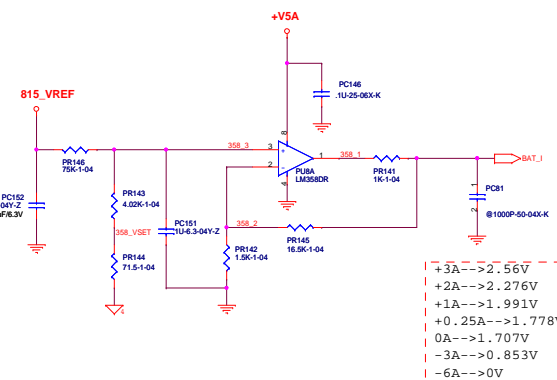 +V5A
815_VREF
PC146
.1U-25-06X-K
PR146
75K-1-04
358_3
3
+
8
1
358_1
2
-
4
PU8A
LM358DR
PR141
1K-1-04
BAT_I
PC152
04Y-Z
F/6.3V
PR143
4.02K-1-04
358_VSET
PC151
1U-6.3-04Y-Z
PR144
71.5-1-04
4
358_2
PR142
1.5K-1-04
PR145
16.5K-1-04
1
2
PC81
@1000P-50-04X-K
+3A-->2.56V
+2A-->2.276V
+1A-->1.991V
+0.25A-->1.778V
0A-->1.707V
-3A-->0.853V
-6A-->0V